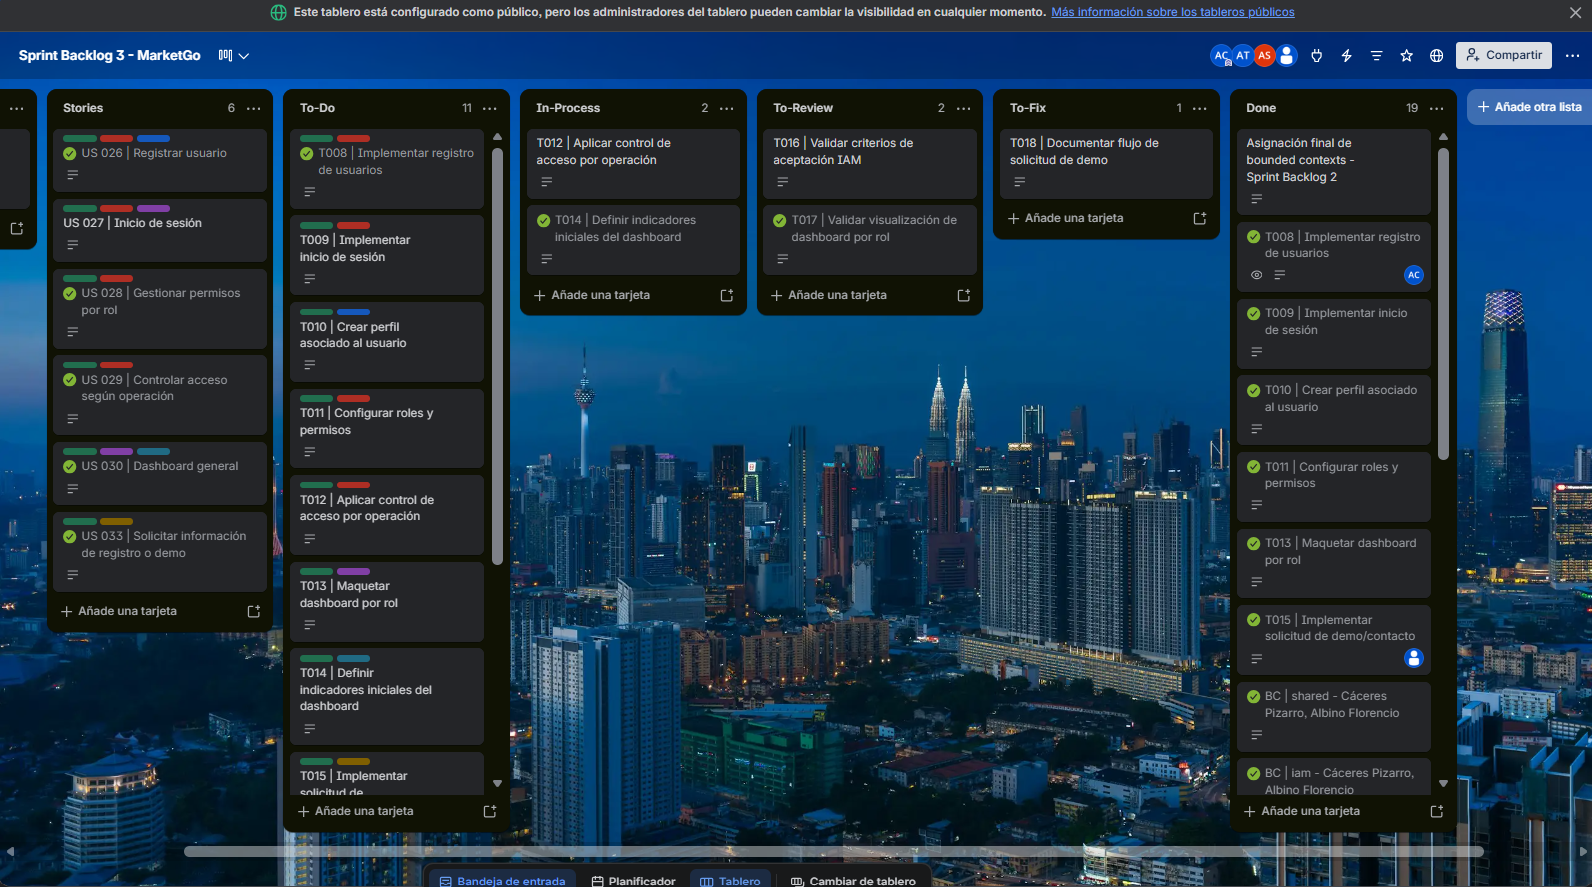 Este tablero está configurado como público, pero los administradores del tablero pueden cambiar la visibilidad en cualquier momento. Más información sobre los tableros públicos
Sprint Backlog 3 - MarketGo
AC AT AS
Compartir
Stories 6
US 026 | Registrar usuario
US 027 | Inicio de sesión
US 028 | Gestionar permisos
por rol
US 029 | Controlar acceso
según operación
US 030 | Dashboard general
US 033 | Solicitar información
de registro o demo
Añade una tarjeta
To-Do 11
T008 | Implementar registro
de usuarios
T009 | Implementar
inicio de sesión
T010 | Crear perfil
asociado al usuario
T011 | Configurar roles y
permisos
T012 | Aplicar control de
acceso por operación
T013 | Maquetar
dashboard por rol
T014 | Definir
indicadores iniciales del
dashboard
T015 | Implementar
solicitud de
Añade una tarjeta
In-Process 2
T012 | Aplicar control de
acceso por operación
T014 | Definir indicadores
iniciales del dashboard
Añade una tarjeta
To-Review 2
T016 | Validar criterios de
aceptación IAM
T017 | Validar visualización de
dashboard por rol
Añade una tarjeta
To-Fix 1
T018 | Documentar flujo de
solicitud de demo
Añade una tarjeta
Done 19
Asignación final de
bounded contexts -
Sprint Backlog 2
T008 | Implementar registro
de usuarios
AC
T009 | Implementar inicio
de sesión
T010 | Crear perfil asociado
al usuario
T011 | Configurar roles y
permisos
T013 | Maquetar dashboard
por rol
T015 | Implementar
solicitud de demo/contacto
BC | shared - Cáceres
Pizarro, Albino Florencio
BC | iam - Cáceres Pizarro,
Albino Florencio
Añade una tarjeta
Añade otra lista
Bandeja de entrada
Planificador
Tablero
Cambiar de tablero